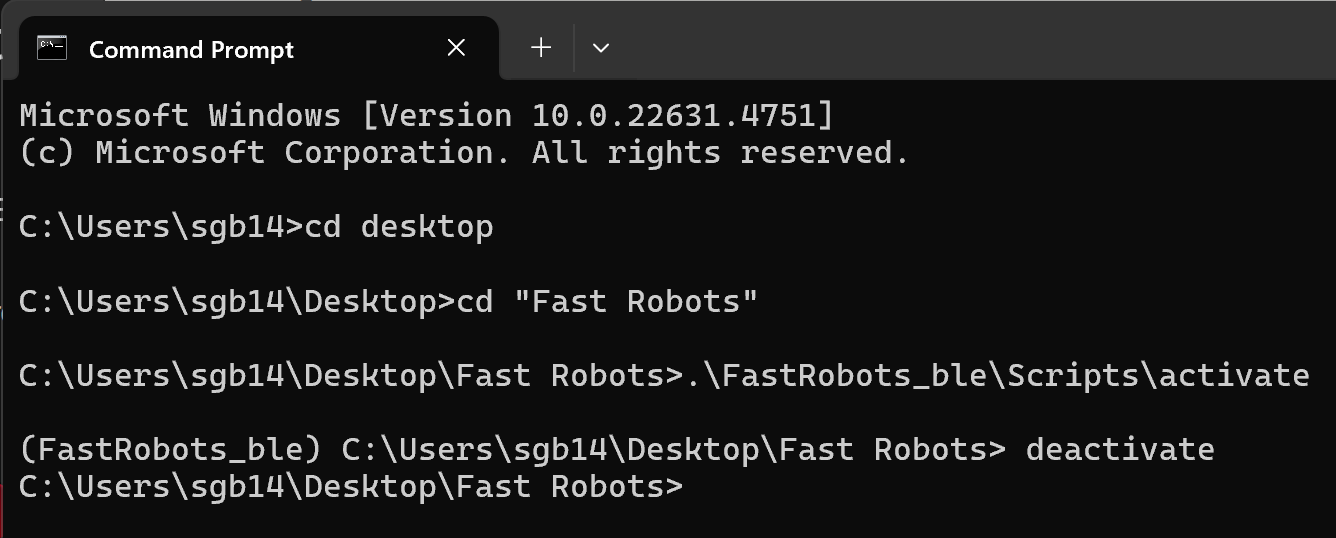 Command Prompt
Microsoft Windows [Version 10.0.22631.4751]
(c) Microsoft Corporation. All rights reserved.
C:\Users\sgb14>cd desktop
C:\Users\sgb14\Desktop>cd "Fast Robots"
C:\Users\sgb14\Desktop\Fast Robots>.\FastRobots_ble\Scripts\activate
(FastRobots_ble) C:\Users\sgb14\Desktop\Fast Robots> deactivate
C:\Users\sgb14\Desktop\Fast Robots>